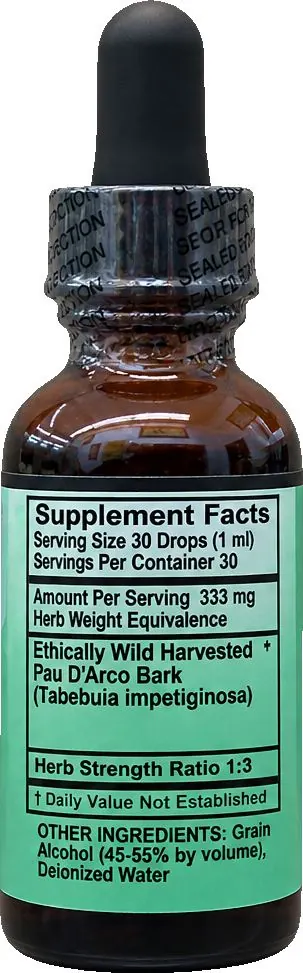 SEALED
SEALED
Supplement Facts
Serving Size 30 Drops (1 ml)
Servings Per Container 30
Amount Per Serving 333 mg
Herb Weight Equivalence
Ethically Wild Harvested †
Pau D'Arco Bark
(Tabebuia impetiginosa)
Herb Strength Ratio 1:3
† Daily Value Not Established
OTHER INGREDIENTS: Grain
Alcohol (45-55% by volume),
Deionized Water